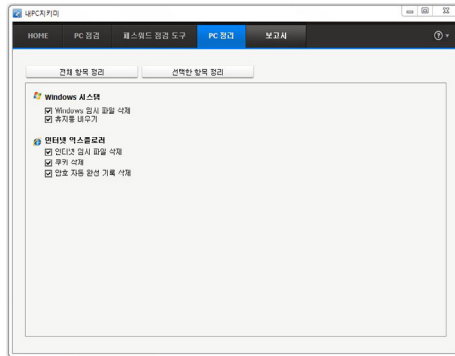 내PC지키미
HOME PC 점검 패스워드 점검 도구 PC 정리 보고서
전체 항목 정리 선택한 항목 정리
Windows 시스템
Windows 임시 파일 삭제
휴지통 비우기
인터넷 익스플로러
인터넷 임시 파일 삭제
쿠키 삭제
암호 자동 완성 기록 삭제